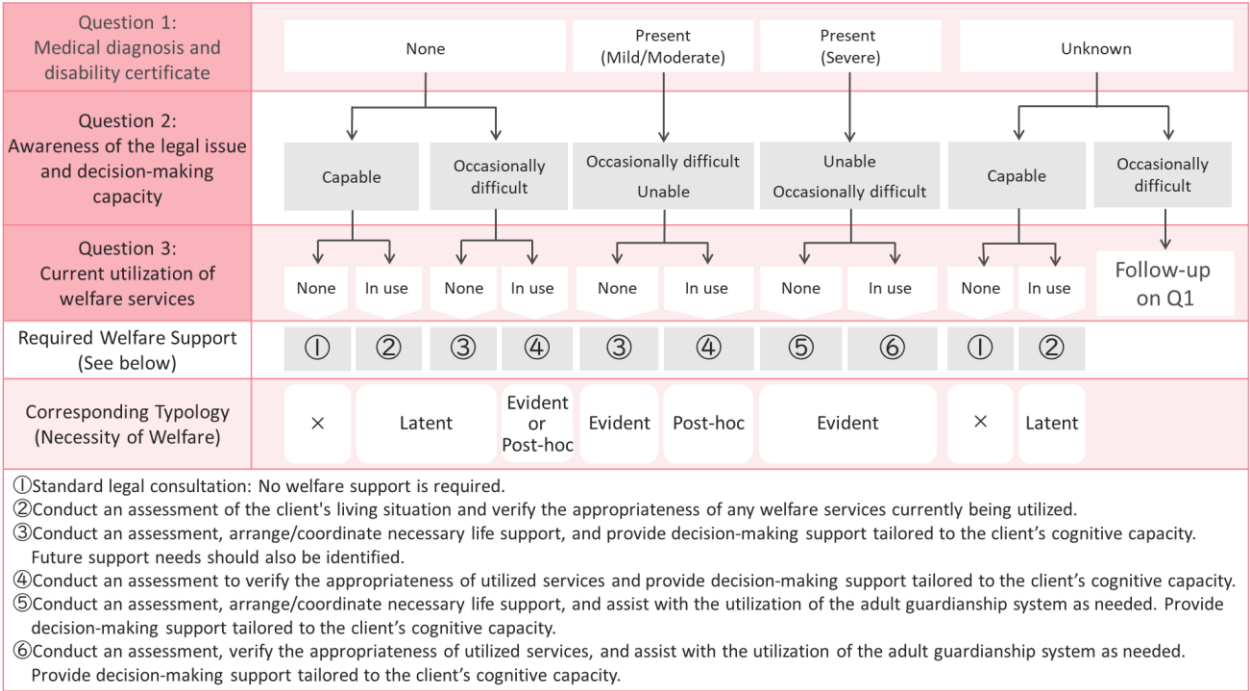 Question 1:
Medical diagnosis and
disability certificate
None
Present
(Mild/Moderate)
Present
(Severe)
Unknown
Question 2:
Awareness of the legal issue
and decision-making
capacity
Capable
Occasionally
difficult
Occasionally difficult
Unable
Unable
Occasionally difficult
Capable
Occasionally
difficult
Question 3:
Current utilization of
welfare services
None
In use
None
In use
None
In use
None
In use
None
In use
Follow-up
on Q1
Required Welfare Support
(See below)
①
②
③
④
③
④
⑤
⑥
①
②
Corresponding Typology
(Necessity of Welfare)
×
Latent
Evident
or
Post-hoc
Evident
Post-hoc
Evident
×
Latent
①Standard legal consultation: No welfare support is required.
②Conduct an assessment of the client's living situation and verify the appropriateness of any welfare services currently being utilized.
③Conduct an assessment, arrange/coordinate necessary life support, and provide decision-making support tailored to the client’s cognitive capacity.
Future support needs should also be identified.
④Conduct an assessment to verify the appropriateness of utilized services and provide decision-making support tailored to the client’s cognitive capacity.
⑤Conduct an assessment, arrange/coordinate necessary life support, and assist with the utilization of the adult guardianship system as needed. Provide
decision-making support tailored to the client’s cognitive capacity.
⑥Conduct an assessment, verify the appropriateness of utilized services, and assist with the utilization of the adult guardianship system as needed.
Provide decision-making support tailored to the client’s cognitive capacity.